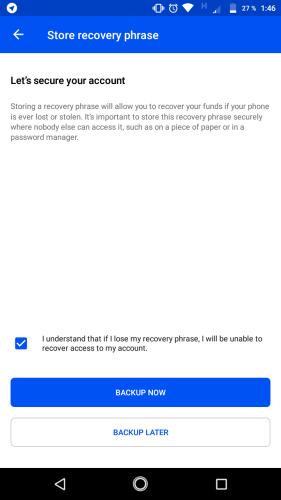 H 27 % 1:46
Store recovery phrase
Let's secure your account
Storing a recovery phrase will allow you to recover your funds if your phone
is ever lost or stolen. It's important to store this recovery phrase securely
where nobody else can access it, such as on a piece of paper or in a
password manager.
I understand that if I lose my recovery phrase, I will be unable to
recover access to my account.
BACKUP NOW
BACKUP LATER